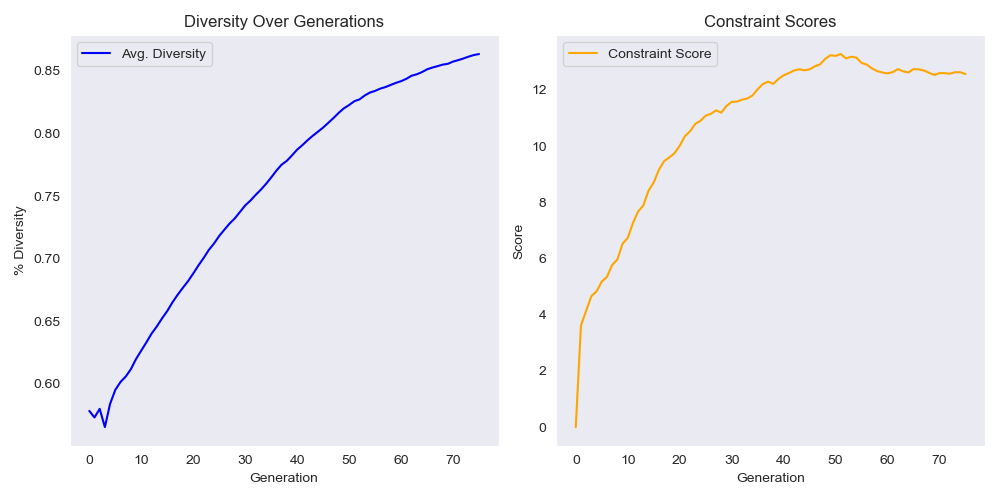 Diversity Over Generations
Avg. Diversity
% Diversity
0.85
0.80
0.75
0.70
0.65
0.60
0 10 20 30 40 50 60 70
Generation
Constraint Scores
Constraint Score
Score
12
10
8
6
4
2
0
0 10 20 30 40 50 60 70
Generation